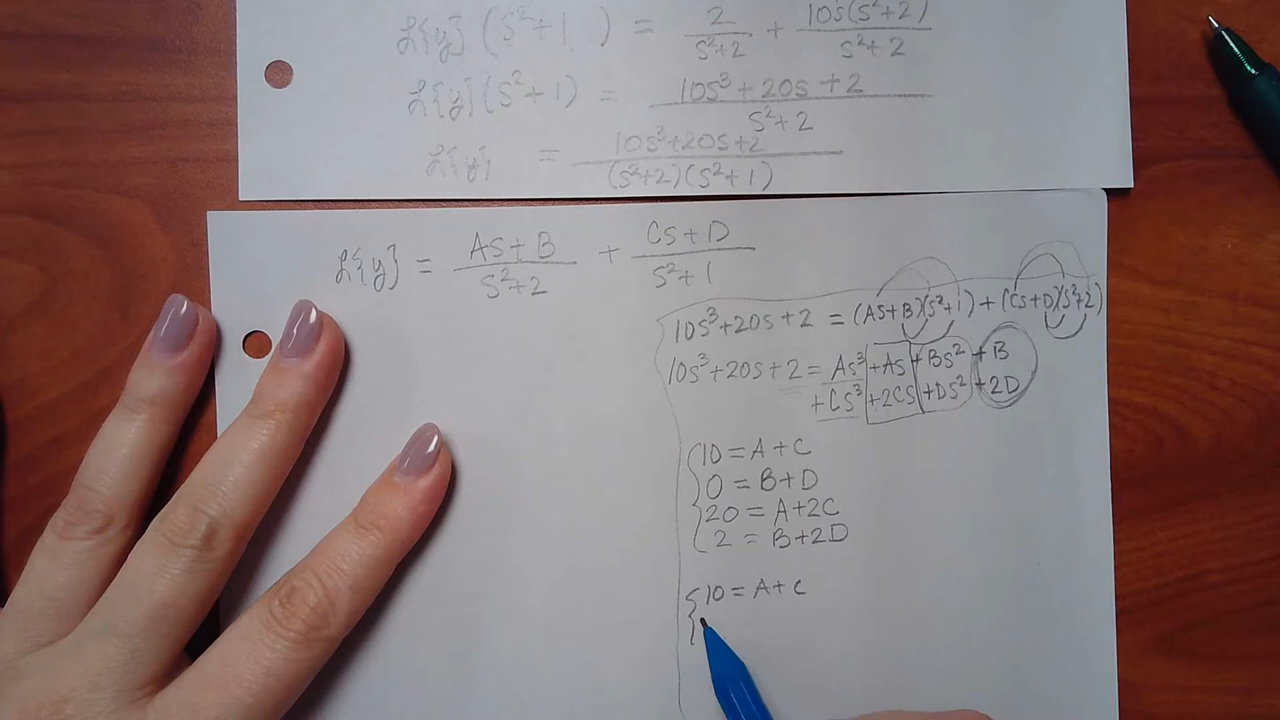 ℒ{y}(s²+1) = 2/(s²+2) + 10s(s²+2)/(s²+2)
ℒ{y}(s²+1) = (10s³+20s+2)/(s²+2)
ℒ{y} = (10s³+20s+2)/((s²+2)(s²+1))
ℒ{y} = (As+B)/(s²+2) + (Cs+D)/(s²+1)
10s³+20s+2 = (As+B)(s²+1)+(Cs+D)(s²+2)
10s³+20s+2 = As³+As+Bs²+B
+Cs³+2Cs+Ds²+2D
10=A+C
0=B+D
20=A+2C
2=B+2D
10=A+C